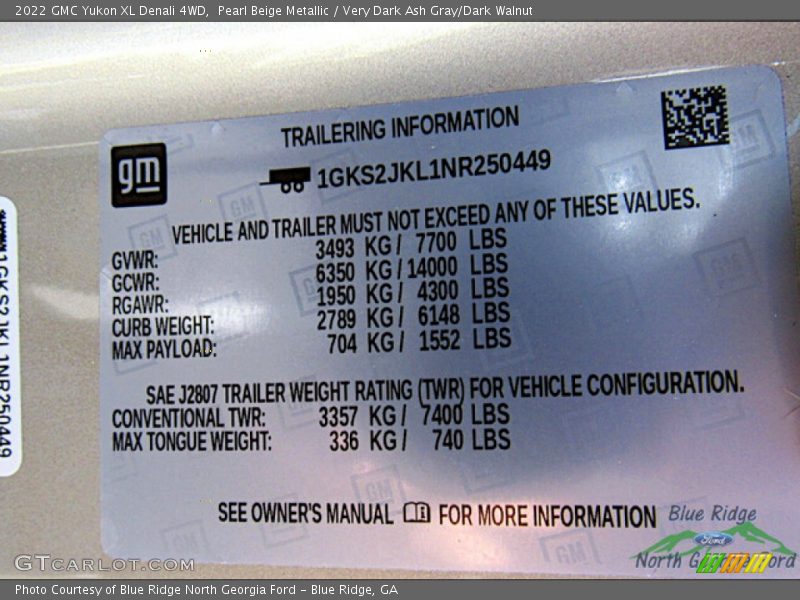 2022 GMC Yukon XL Denali 4WD, Pearl Beige Metallic / Very Dark Ash Gray/Dark Walnut
TRAILERING INFORMATION
gm
1GKS2JKL1NR250449
VEHICLE AND TRAILER MUST NOT EXCEED ANY OF THESE VALUES.
GVWR: 3493 KG / 7700 LBS
GCWR: 6350 KG / 14000 LBS
RGAWR: 1950 KG / 4300 LBS
CURB WEIGHT: 2789 KG / 6148 LBS
MAX PAYLOAD: 704 KG / 1552 LBS
SAE J2807 TRAILER WEIGHT RATING (TWR) FOR VEHICLE CONFIGURATION.
CONVENTIONAL TWR: 3357 KG / 7400 LBS
MAX TONGUE WEIGHT: 336 KG / 740 LBS
SEE OWNER'S MANUAL FOR MORE INFORMATION
1GKS2JKL1NR250449
Blue Ridge
Ford
North Georgia Ford
GTcarlot.com
Photo Courtesy of Blue Ridge North Georgia Ford – Blue Ridge, GA